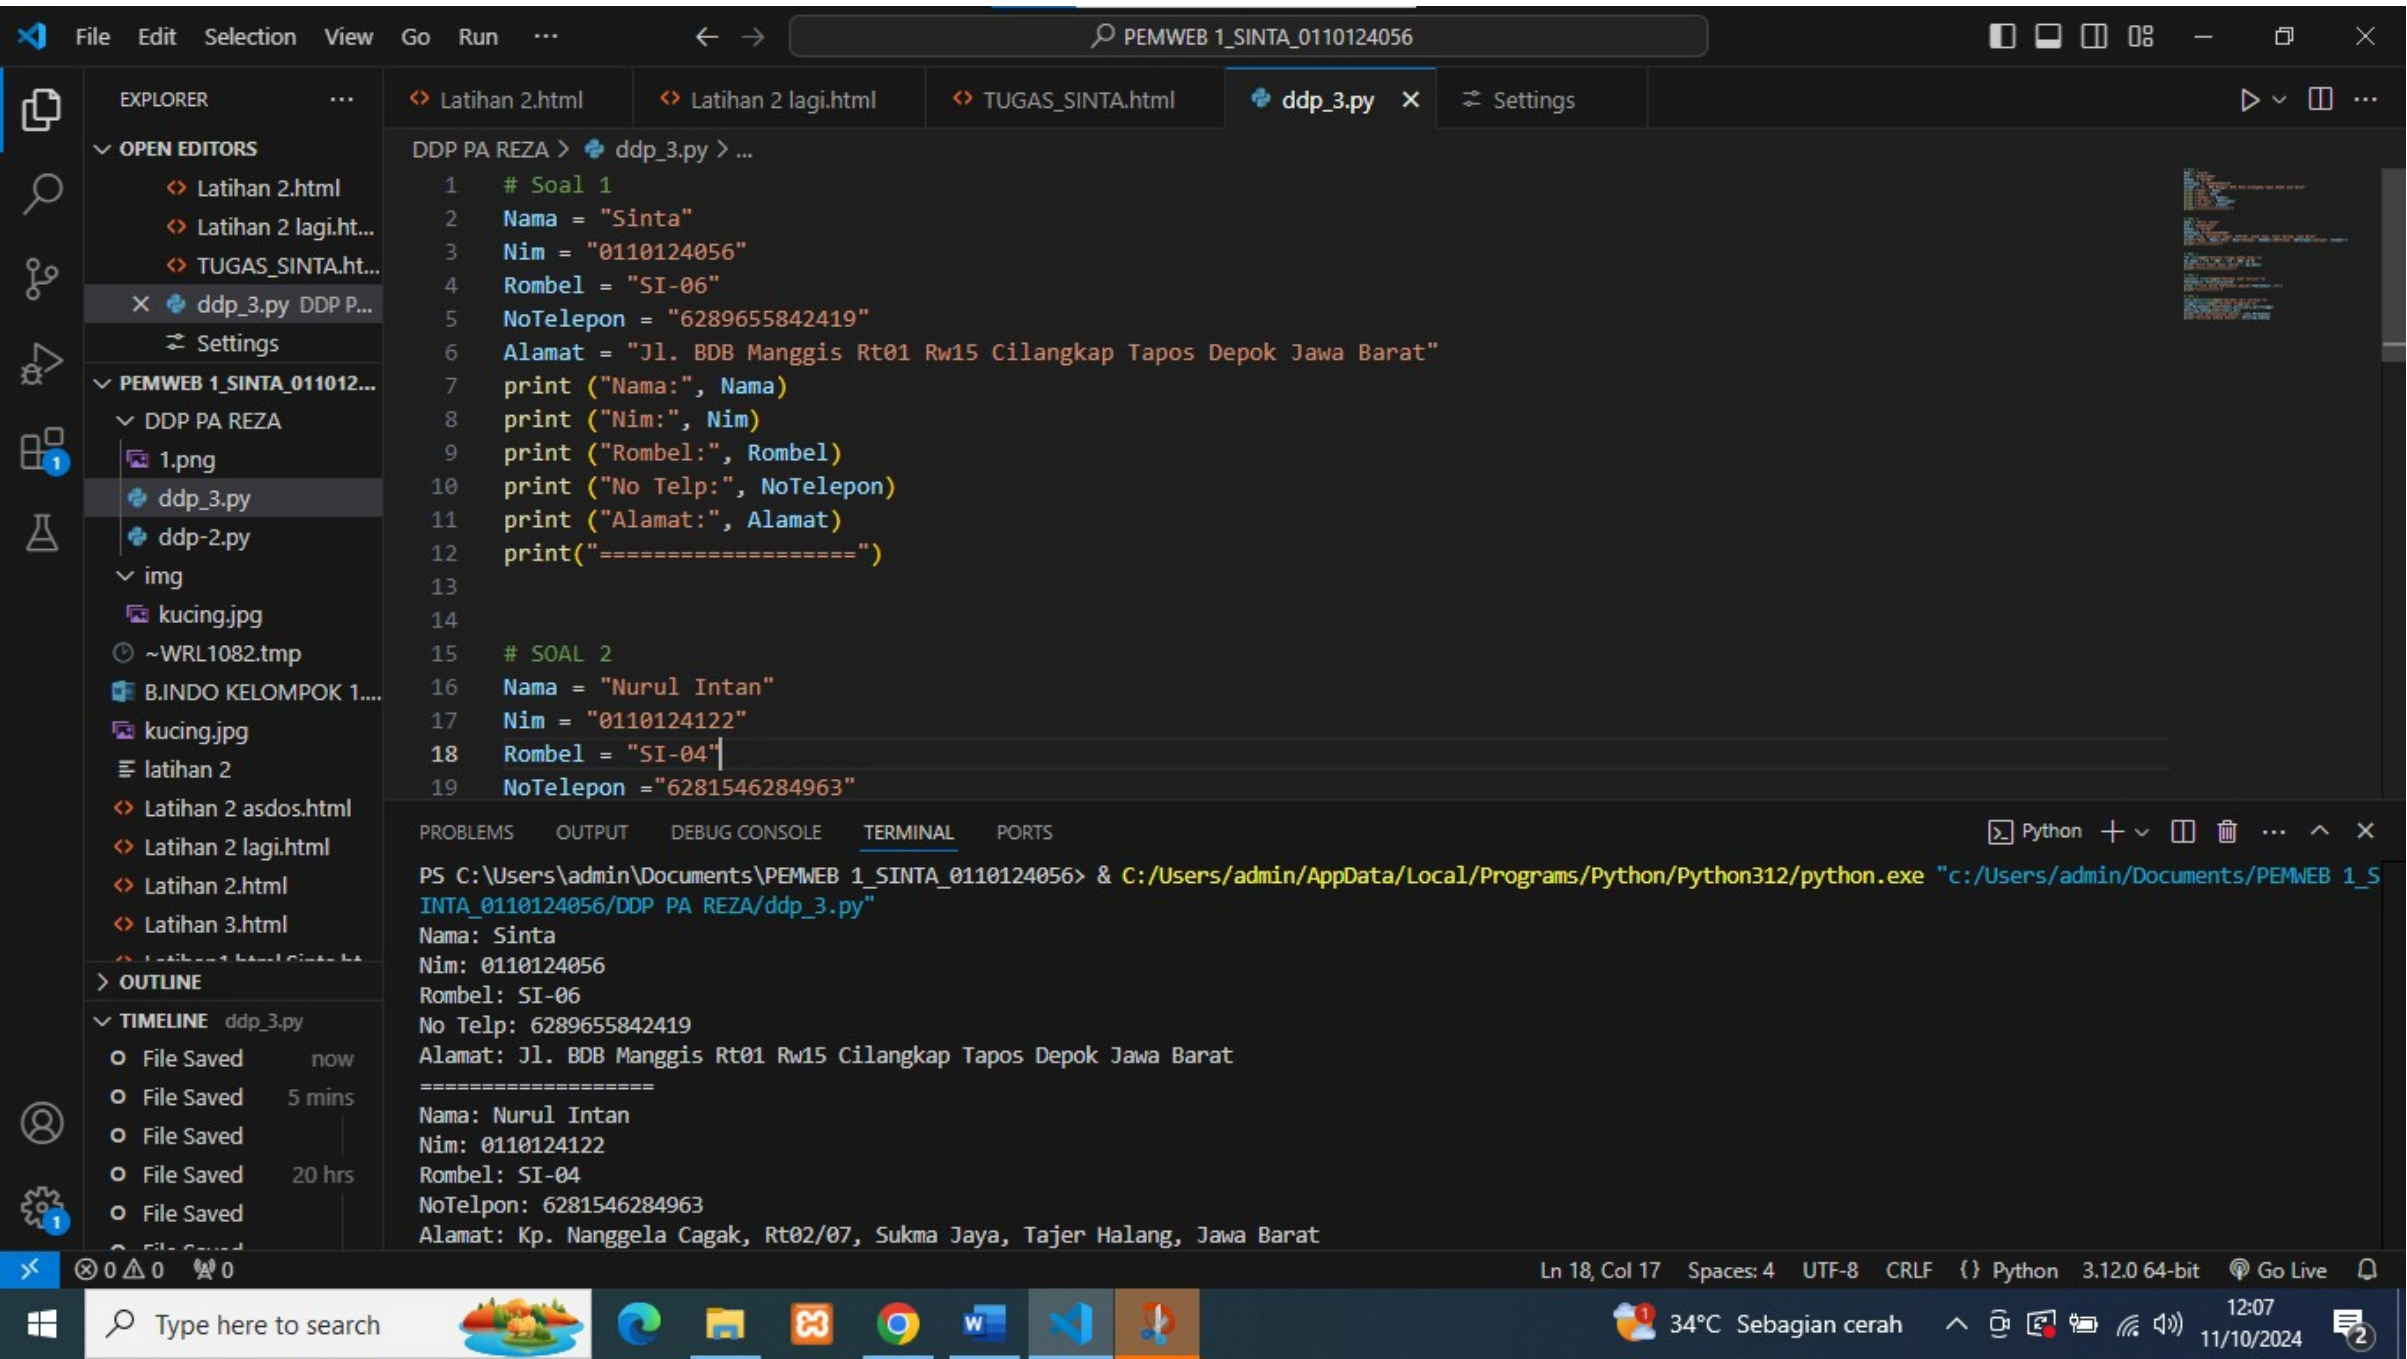 File Edit Selection View Go Run ...
PEMWEB 1_SINTA_0110124056
EXPLORER
OPEN EDITORS
Latihan 2.html
Latihan 2 lagi.ht...
TUGAS_SINTA.ht...
ddp_3.py DDP P...
Settings
PEMWEB 1_SINTA_011012...
DDP PA REZA
1.png
ddp_3.py
ddp-2.py
img
kucing.jpg
~WRL1082.tmp
B.INDO KELOMPOK 1....
kucing.jpg
latihan 2
Latihan 2 asdos.html
Latihan 2 lagi.html
Latihan 2.html
Latihan 3.html
OUTLINE
TIMELINE ddp_3.py
File Saved now
File Saved 5 mins
File Saved
File Saved 20 hrs
File Saved
File Saved
Latihan 2.html Latihan 2 lagi.html TUGAS_SINTA.html ddp_3.py Settings
DDP PA REZA > ddp_3.py > ...
1 # Soal 1
2 Nama = "Sinta"
3 Nim = "0110124056"
4 Rombel = "SI-06"
5 NoTelepon = "6289655842419"
6 Alamat = "Jl. BDB Manggis Rt01 Rw15 Cilangkap Tapos Depok Jawa Barat"
7 print ("Nama:", Nama)
8 print ("Nim:", Nim)
9 print ("Rombel:", Rombel)
10 print ("No Telp:", NoTelepon)
11 print ("Alamat:", Alamat)
12 print("===================")
13
14
15 # SOAL 2
16 Nama = "Nurul Intan"
17 Nim = "0110124122"
18 Rombel = "SI-04"
19 NoTelepon ="6281546284963"
PROBLEMS OUTPUT DEBUG CONSOLE TERMINAL PORTS
Python
PS C:\Users\admin\Documents\PEMWEB 1_SINTA_0110124056> & C:/Users/admin/AppData/Local/Programs/Python/Python312/python.exe "c:/Users/admin/Documents/PEMWEB 1_S
INTA_0110124056/DDP PA REZA/ddp_3.py"
Nama: Sinta
Nim: 0110124056
Rombel: SI-06
No Telp: 6289655842419
Alamat: Jl. BDB Manggis Rt01 Rw15 Cilangkap Tapos Depok Jawa Barat
===================
Nama: Nurul Intan
Nim: 0110124122
Rombel: SI-04
NoTelpon: 6281546284963
Alamat: Kp. Nanggela Cagak, Rt02/07, Sukma Jaya, Tajer Halang, Jawa Barat
0 0 0
Ln 18, Col 17 Spaces: 4 UTF-8 CRLF {} Python 3.12.0 64-bit Go Live
Type here to search
34°C Sebagian cerah
12:07
11/10/2024